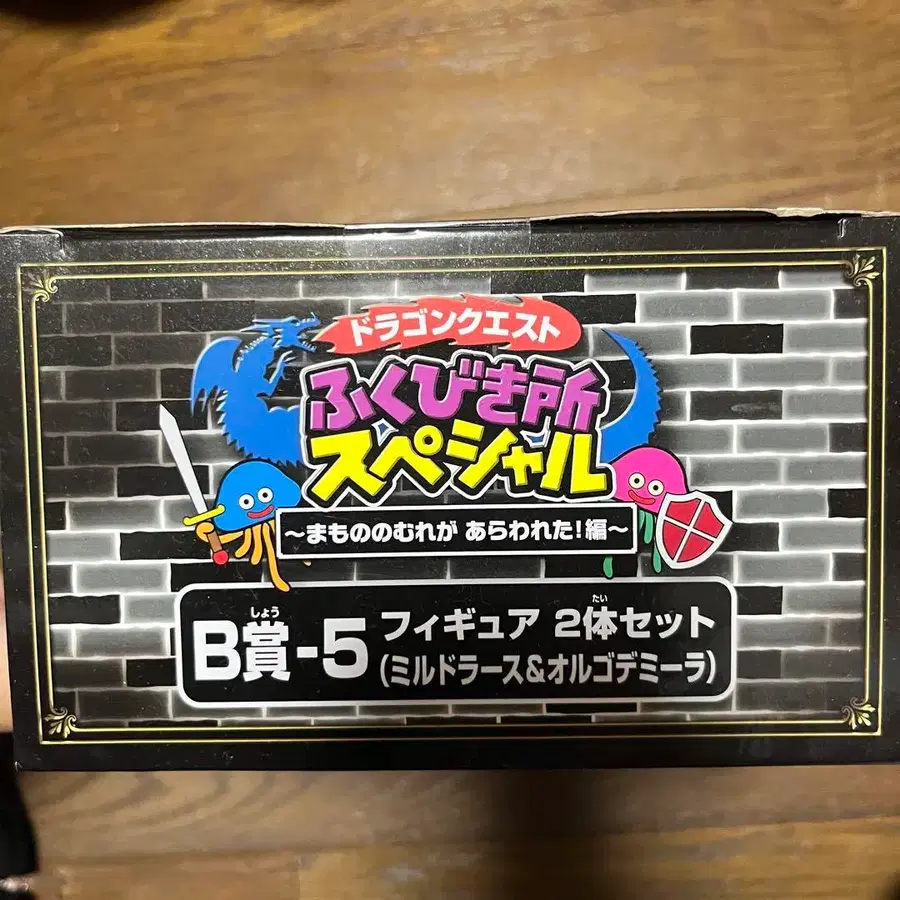 ドラゴンクエスト
ふくびき所
スペシャル
～まもののむれが あらわれた!編～
しょう
B賞-5
たい
フィギュア 2体セット
(ミルドラース&オルゴデミーラ)